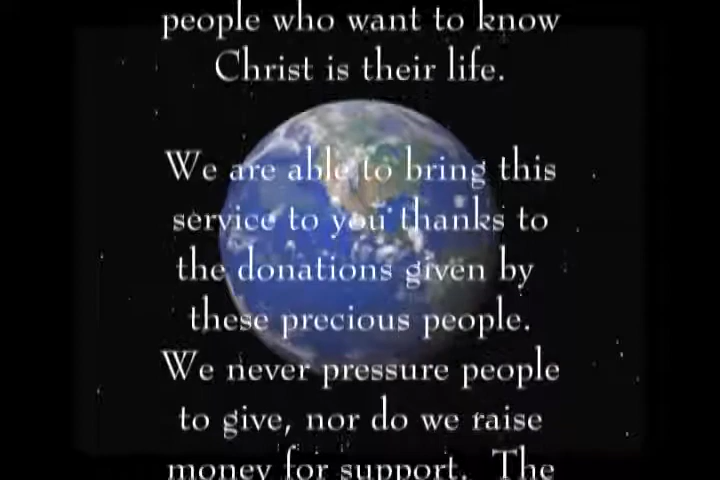 people who want to know
Christ is their life.
We are able to bring this
service to you thanks to
the donations given by
these precious people.
We never pressure people
to give, nor do we raise
money for support. The